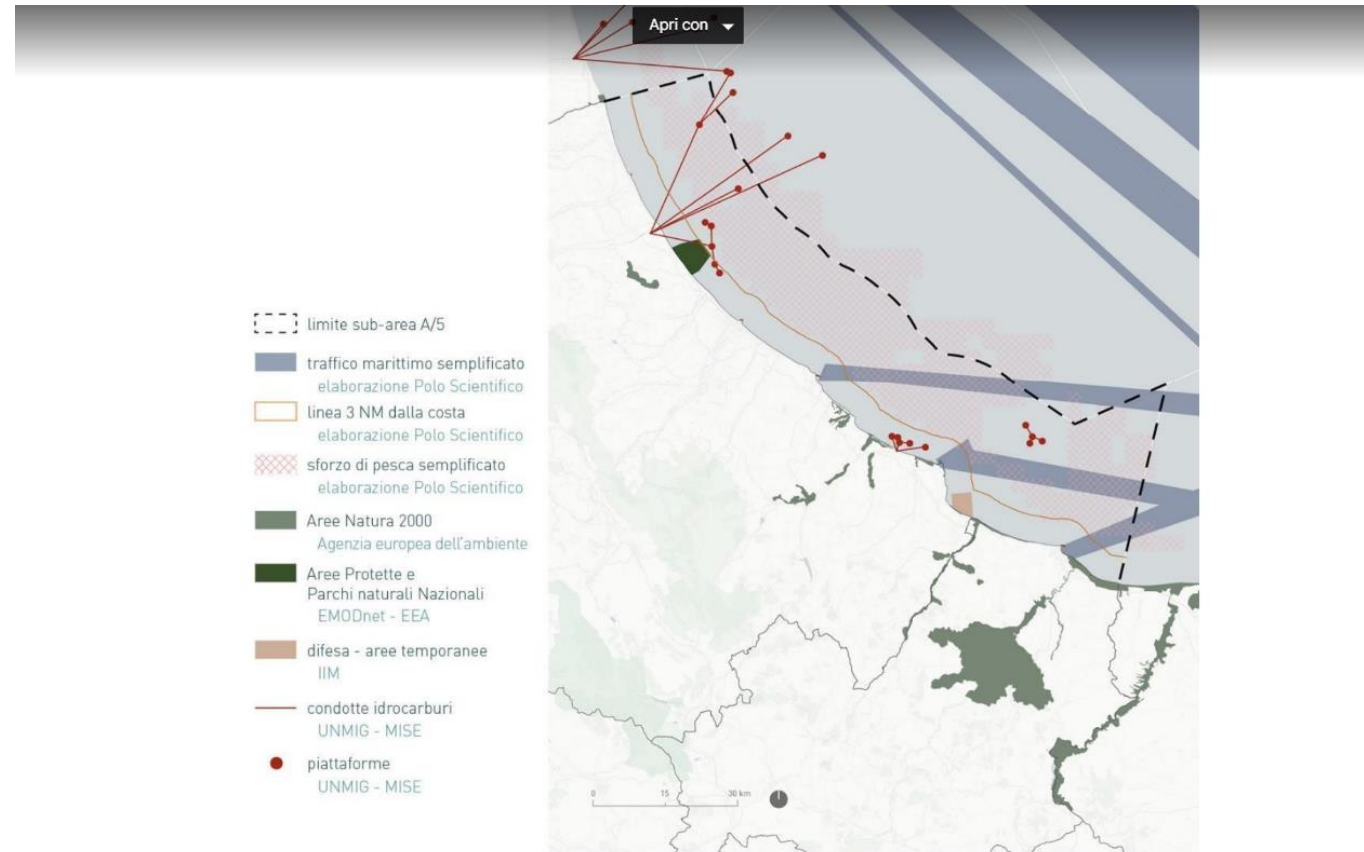 Apri con
limite sub-area A/5
traffico marittimo semplificato
elaborazione Polo Scientifico
linea 3 NM dalla costa
elaborazione Polo Scientifico
sforzo di pesca semplificato
elaborazione Polo Scientifico
Aree Natura 2000
Agenzia europea dell'ambiente
Aree Protette e
Parchi naturali Nazionali
EMODnet - EEA
difesa - aree temporanee
IIM
condotte idrocarburi
UNMIG - MISE
piattaforme
UNMIG - MISE
0 15 30 km